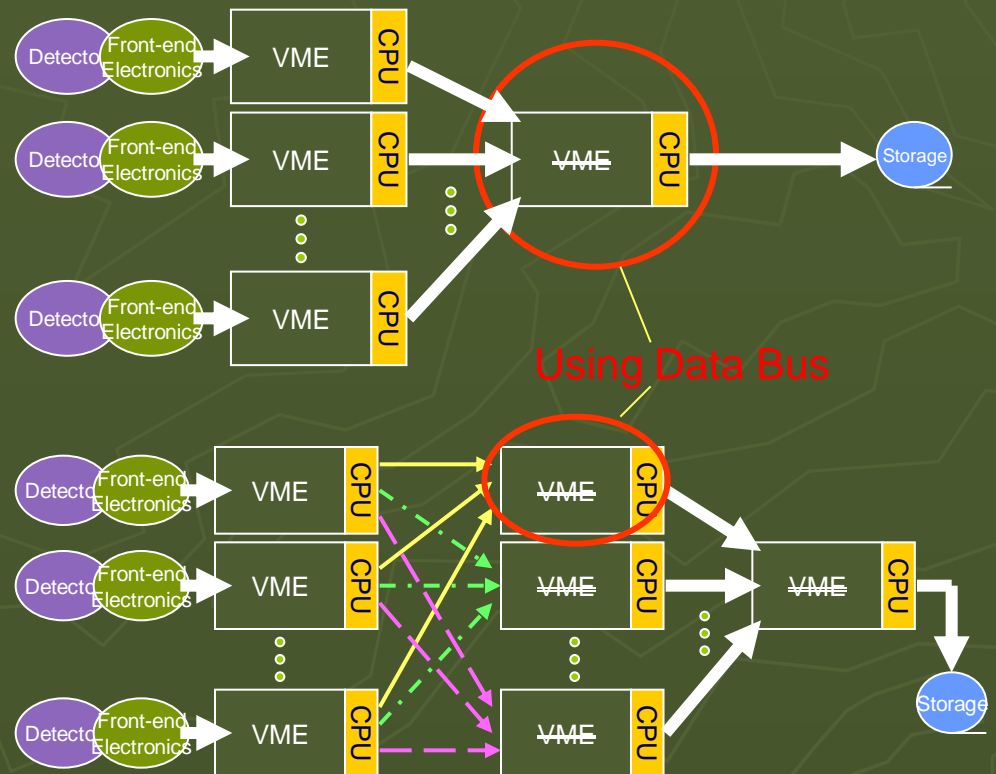 Detecto
Front-end
Electronics
VME
CPU
Detecto
Front-end
Electronics
VME
CPU
VME
CPU
Storage
Detecto
Front-end
Electronics
VME
CPU
Using Data Bus
Detecto
Front-end
Electronics
VME
CPU
VME
CPU
Detecto
Front-end
Electronics
VME
CPU
VME
CPU
VME
CPU
Detecto
Front-end
Electronics
VME
CPU
VME
CPU
Storage